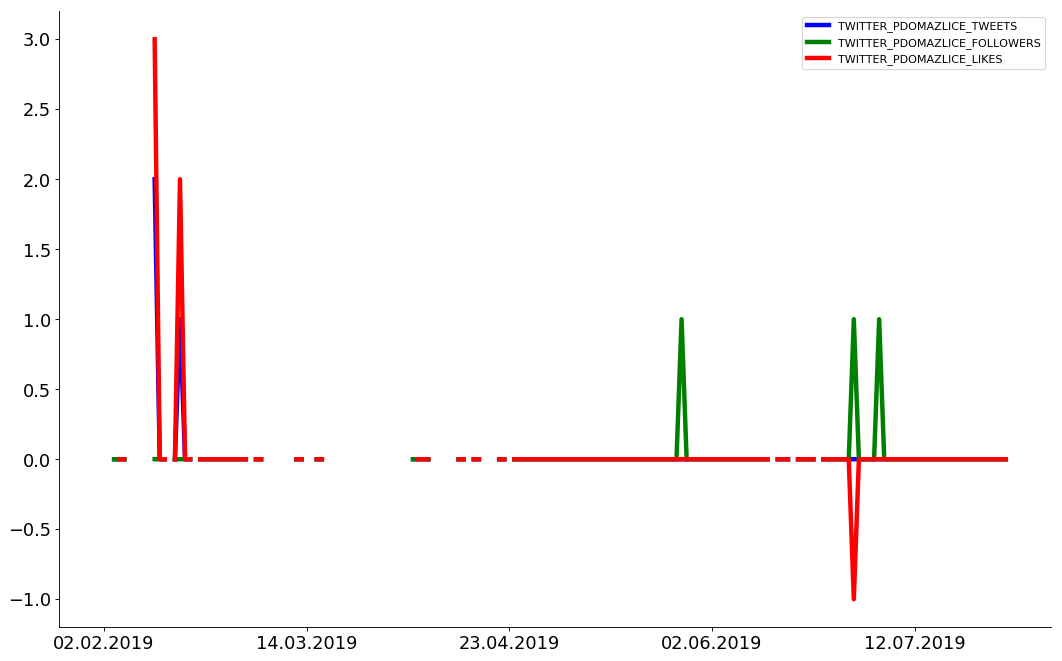 TWITTER_PDOMAZLICE_TWEETS
TWITTER_PDOMAZLICE_FOLLOWERS
TWITTER_PDOMAZLICE_LIKES
3.0
2.5
2.0
1.5
1.0
0.5
0.0
−0.5
−1.0
02.02.2019 14.03.2019 23.04.2019 02.06.2019 12.07.2019